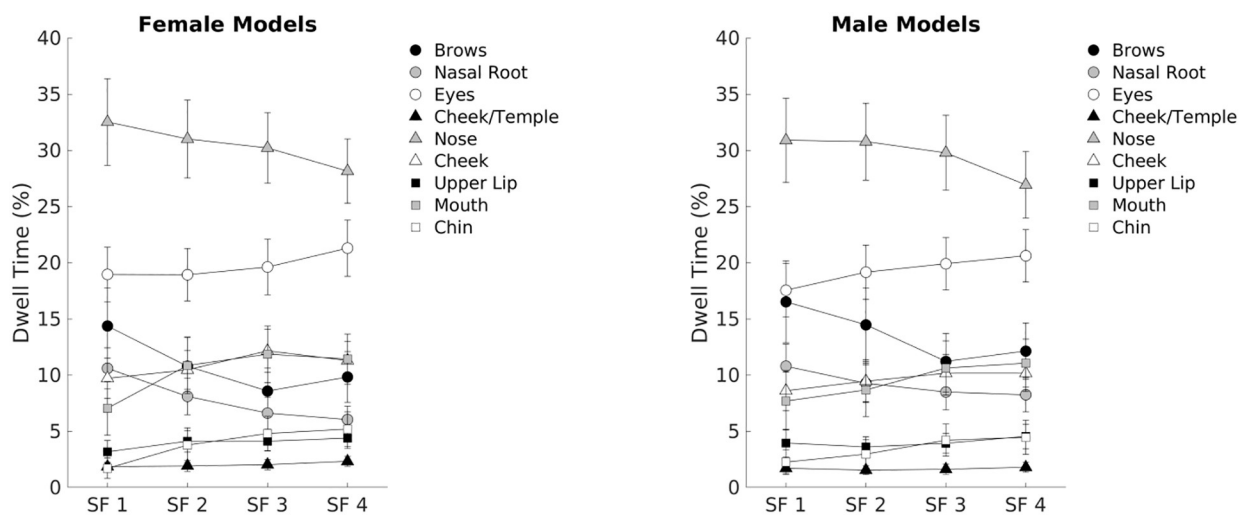 Female Models
40
35
30
25
20
15
10
5
0
Dwell Time (%)
SF 1 SF 2 SF 3 SF 4
Brows
Nasal Root
Eyes
Cheek/Temple
Nose
Cheek
Upper Lip
Mouth
Chin
Male Models
40
35
30
25
20
15
10
5
0
Dwell Time (%)
SF 1 SF 2 SF 3 SF 4
Brows
Nasal Root
Eyes
Cheek/Temple
Nose
Cheek
Upper Lip
Mouth
Chin